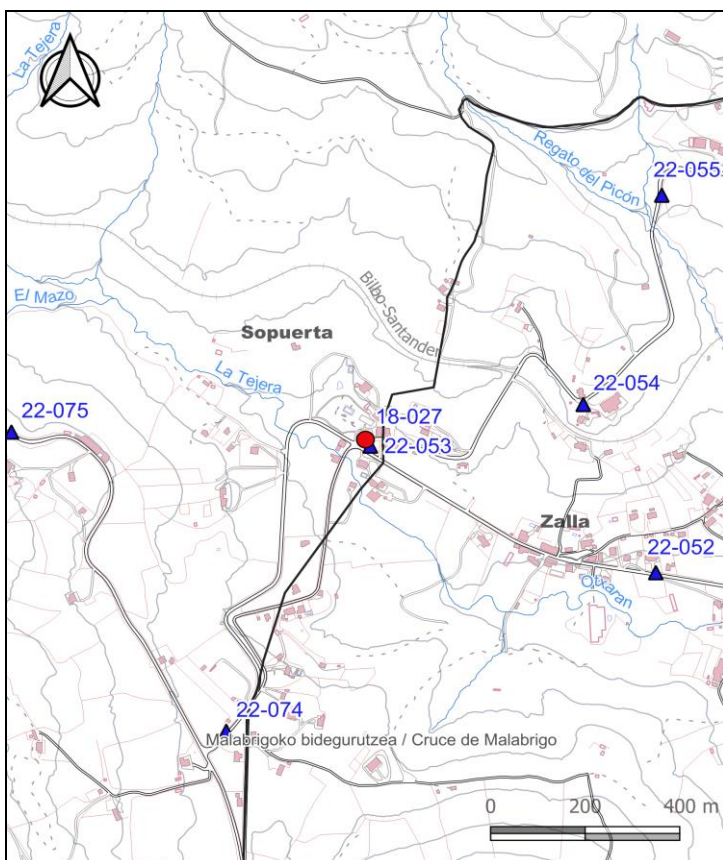 La Tejera
Regato del Picón
22-055
El Mazo
Bilbo-Santander
Sopuerta
La Tejera
22-054
22-075
18-027
22-053
Zalla
22-052
Otxaran
22-074
Malabrigoko bidegurutzea / Cruce de Malabrigo
0 200 400 m